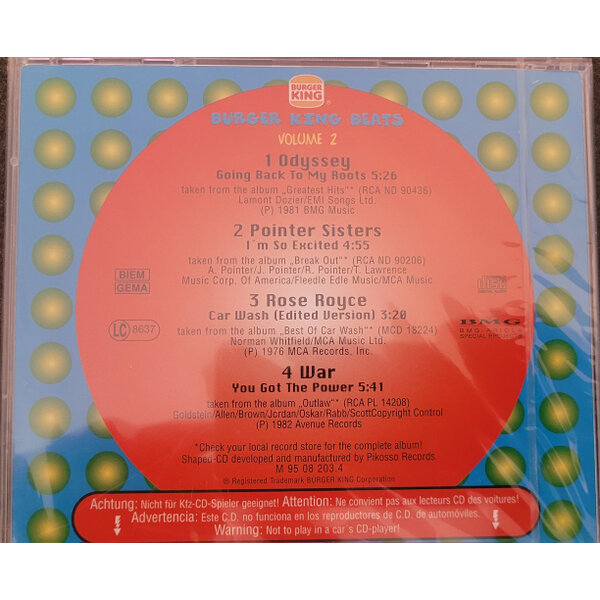 BURGER
KING
®
BURGER KING BEATS
VOLUME 2
1 Odyssey
Going Back To My Roots 5:26
taken from the album „Greatest Hits"* (RCA ND 90436)
Lamont Dozier/EMI Songs Ltd.
(P) 1981 BMG Music
2 Pointer Sisters
I´m So Excited 4:55
taken from the album „Break Out"* (RCA ND 90206)
A. Pointer/J. Pointer/R. Pointer/T. Lawrence
Music Corp. Of America/Fleedle Edle Music/MCA Music
BIEM
GEMA
3 Rose Royce
Car Wash (Edited Version) 3:20
taken from the album „Best Of Car Wash"* (MCD 18224)
Norman Whitfield/MCA Music Ltd.
(P) 1976 MCA Records, Inc.
LC 8637
DIGITAL AUDIO
BMG
BMG ARIOLA
SPECIAL PROJECTS
4 War
You Got The Power 5:41
taken from the album „Outlaw"* (RCA PL 14208)
Goldstein/Allen/Brown/Jordan/Oskar/Rabb/ScottCopyright Control
(P) 1982 Avenue Records
*Check your local record store for the complete album!
Shaped-CD developed and manufactured by Pikosso Records
M 95 08 203.4
® Registered Trademark BURGER KING Corporation
Achtung: Nicht für Kfz-CD-Spieler geeignet! Attention: Ne convient pas aux lecteurs CD des voitures!
Advertencia: Este C.D. no funciona en los reproductores de C.D. de automóviles.
Warning: Not to play in a car´s CD-player!